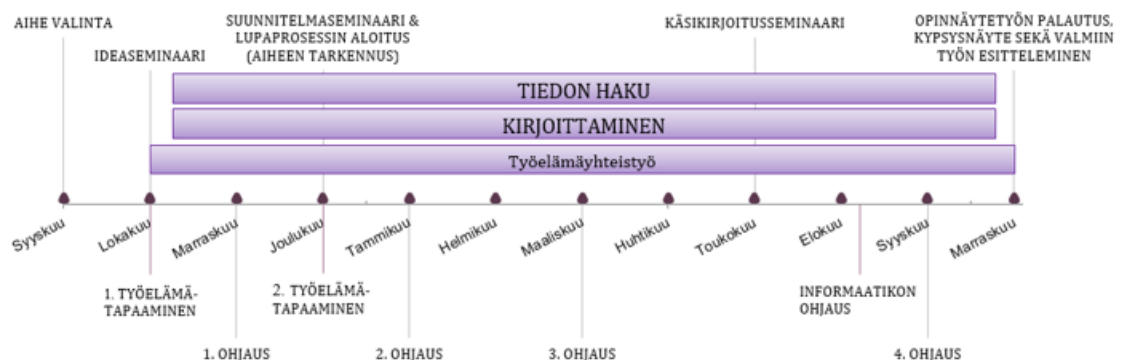 AIHE VALINTA
IDEASEMINAARI
SUUNNITELMASEMINAARI &
LUPAPROSESSIN ALOITUS
(AIHEEN TARKENNUS)
KÄSIKIRJOITUSSEMINAARI
OPINNÄYTETYÖN PALAUTUS,
KYPSYSNÄYTE SEKÄ VALMIIN
TYÖN ESITTELEMINEN
TIEDON HAKU
KIRJOITTAMINEN
Työelämäyhteistyö
Syyskuu
Lokakuu
Marraskuu
Joulukuu
Tammikuu
Helmikuu
Maaliskuu
Huhtikuu
Toukokuu
Elokuu
Syyskuu
Marraskuu
1. TYÖELÄMÄ-
TAPAAMINEN
2. TYÖELÄMÄ-
TAPAAMINEN
INFORMAATIKON
OHJAUS
1. OHJAUS
2. OHJAUS
3. OHJAUS
4. OHJAUS